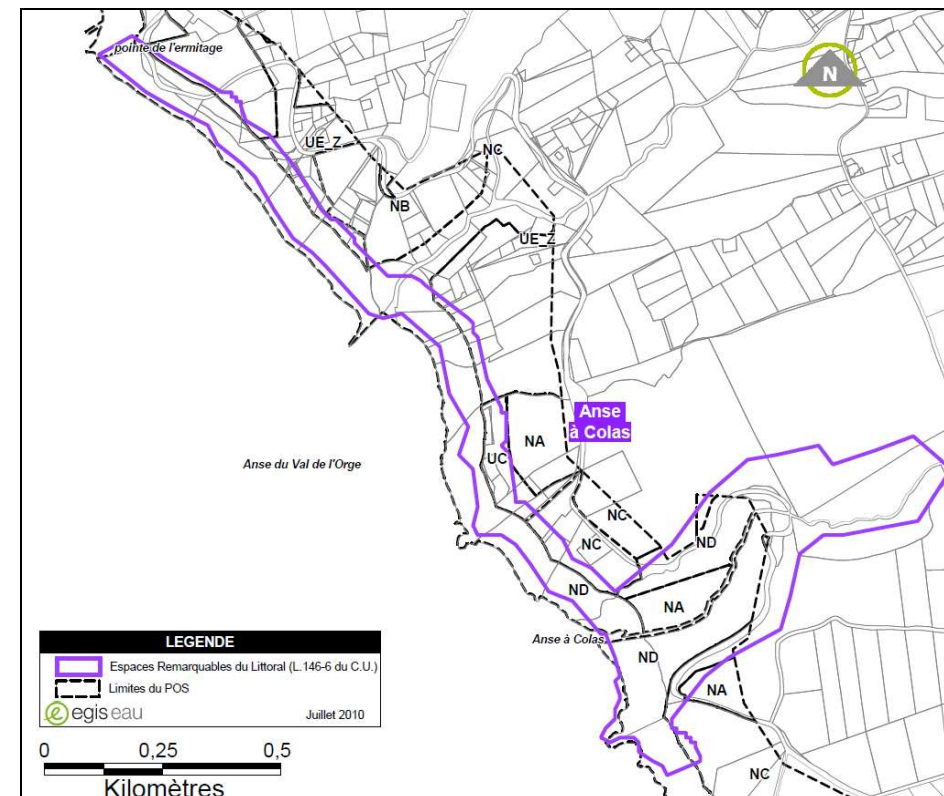 pointe de l'ermitage
N
UE_Z
NC
NB
UE_Z
Anse
à Colas
NA
UC
Anse du Val de l'Orge
NC
NC
ND
ND
NA
Anse à Colas
ND
NA
NC
LEGENDE
Espaces Remarquables du Littoral (L.146-6 du C.U.)
Limites du POS
egis eau
Juillet 2010
0 0,25 0,5
Kilomètres